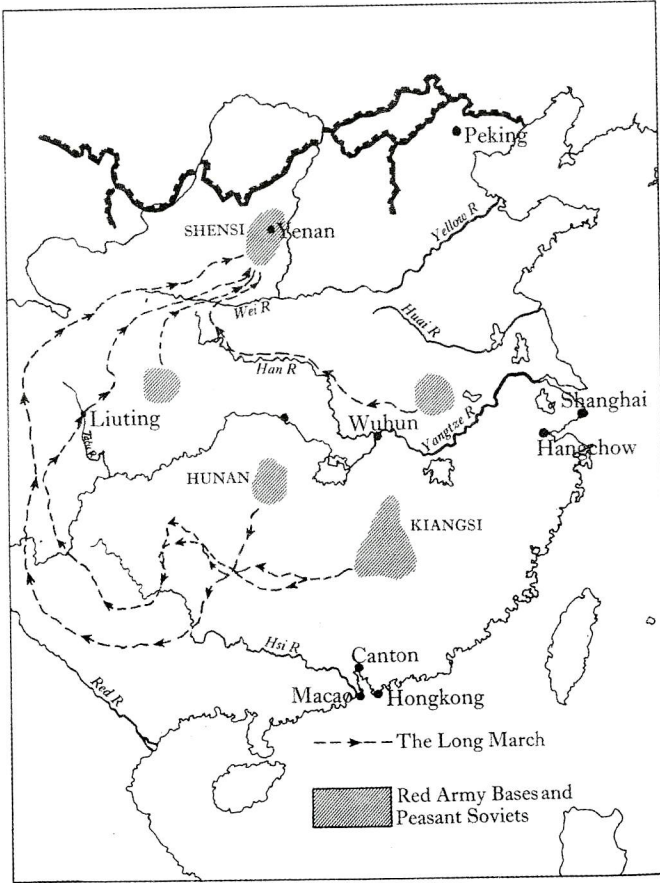 Peking
SHENSI
Yenan
Yellow R
Wei R
Huai R
Han R
Liuting
Tatu R
Wuhun
Yangtze R
Shanghai
Hangchow
HUNAN
KIANGSI
Hsi R
Canton
Red R
Macao
Hongkong
The Long March
Red Army Bases and
Peasant Soviets